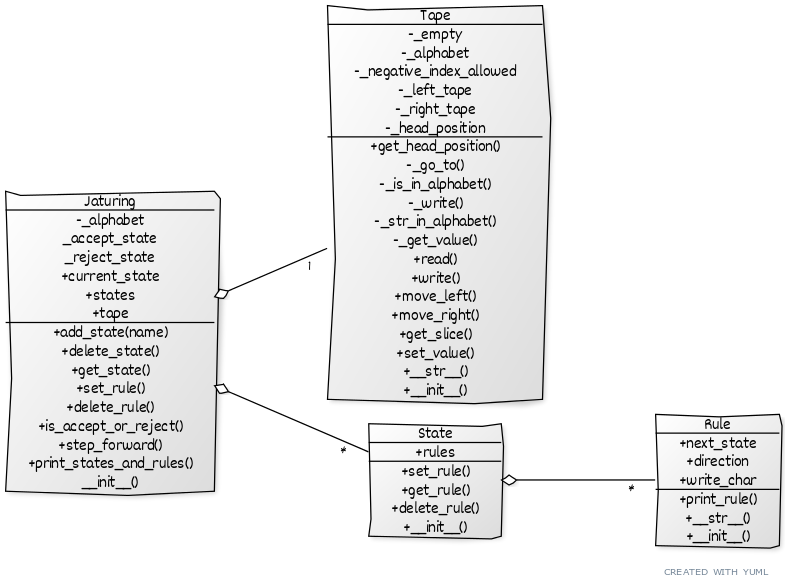 Tape
-_empty
-_alphabet
-_negative_index_allowed
-_left_tape
-_right_tape
-_head_position
+get_head_position()
-_go_to()
-_is_in_alphabet()
-_write()
-_str_in_alphabet()
-_get_value()
+read()
+write()
+move_left()
+move_right()
+get_slice()
+set_value()
+__str__()
+__init__()
Jaturing
-_alphabet
_accept_state
_reject_state
+current_state
+states
+tape
+add_state(name)
+delete_state()
+get_state()
+set_rule()
+delete_rule()
+is_accept_or_reject()
+step_forward()
+print_states_and_rules()
__init__()
1
*
State
+rules
+set_rule()
+get_rule()
+delete_rule()
+__init__()
*
Rule
+next_state
+direction
+write_char
+print_rule()
+__str__()
+__init__()
CREATED WITH YUML